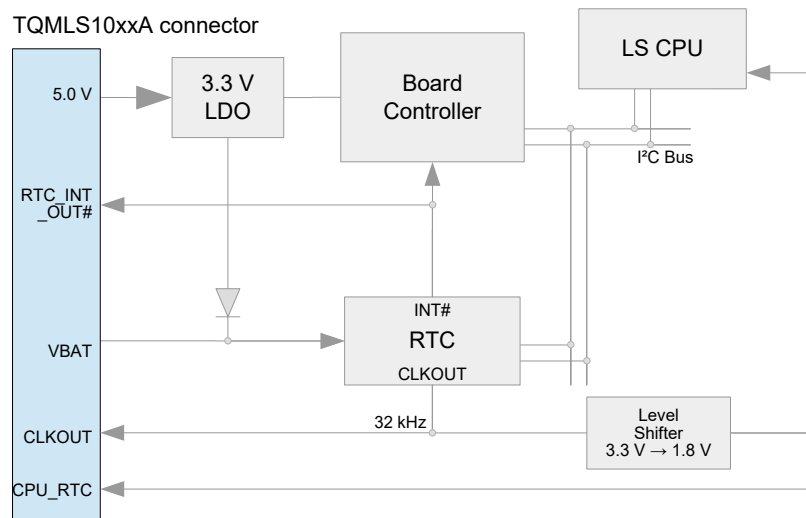 TQMLS10xxA connector
LS CPU
3.3 V
LDO
Board
Controller
5.0 V
I²C Bus
RTC_INT
_OUT#
INT#
RTC
CLKOUT
VBAT
32 kHz
Level
Shifter
3.3 V → 1.8 V
CLKOUT
CPU_RTC